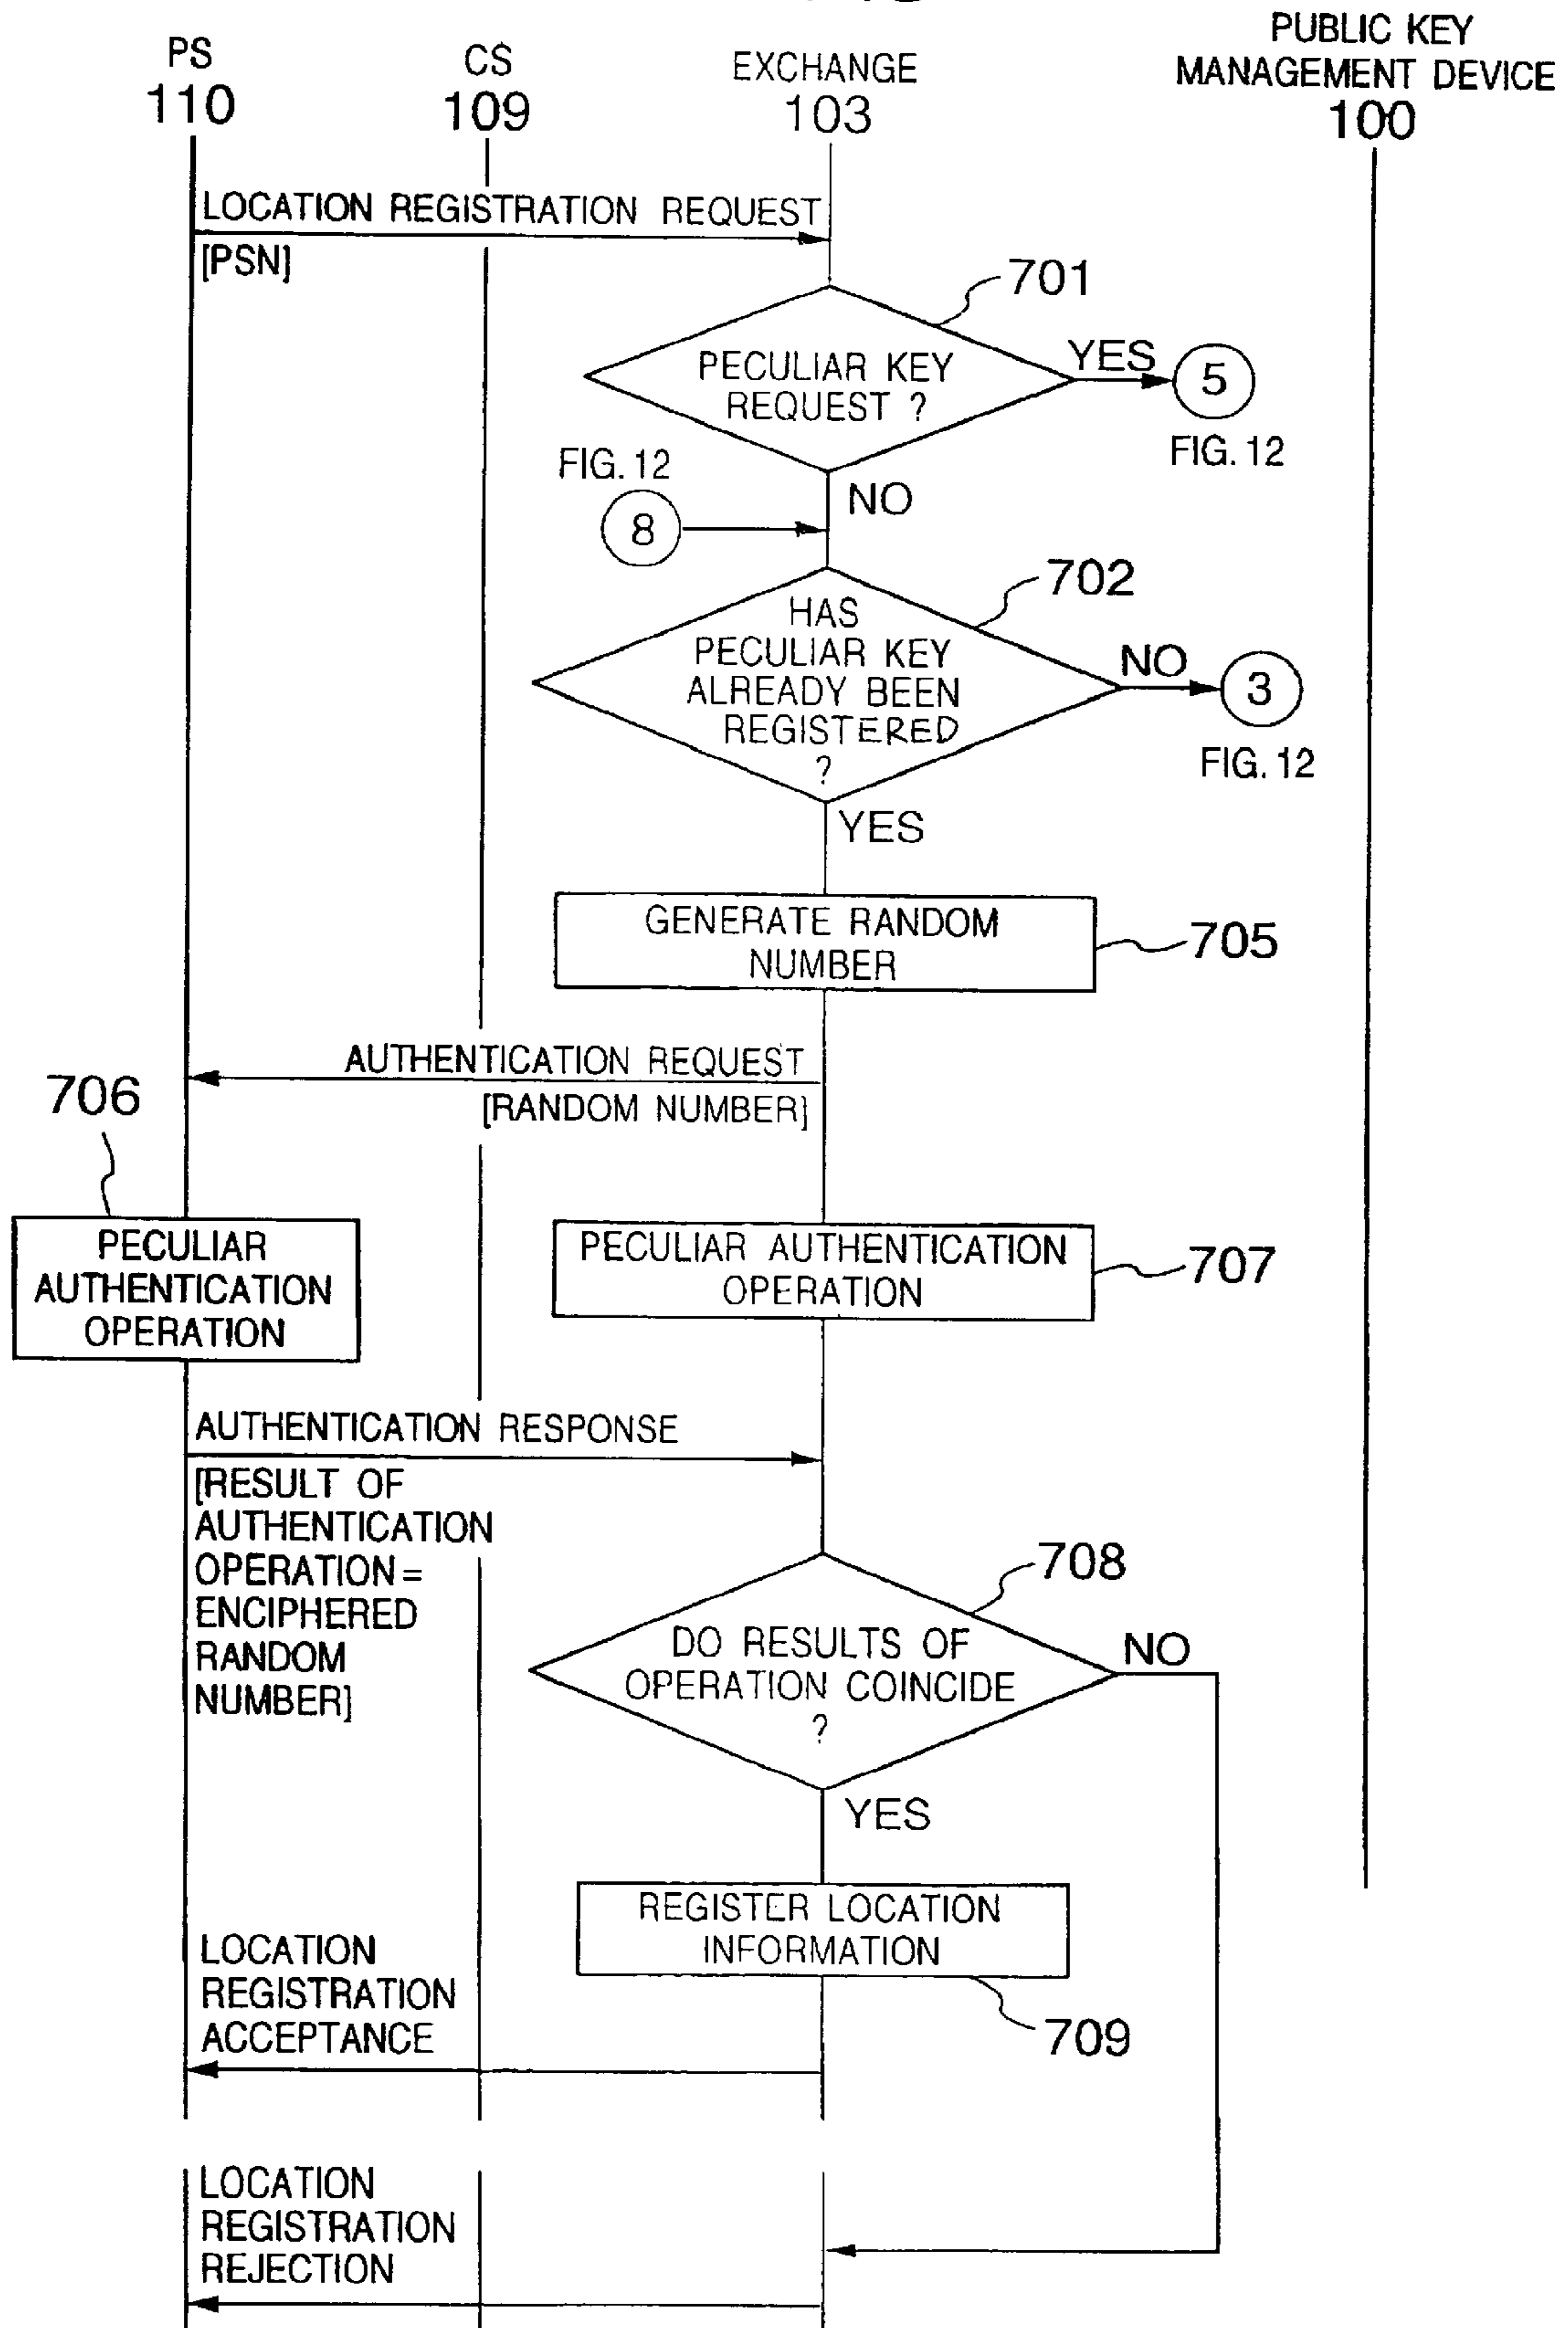 PS
110
CS
109
EXCHANGE
103
PUBLIC KEY
MANAGEMENT DEVICE
100
LOCATION REGISTRATION REQUEST
[PSN]
701
PECULIAR KEY
REQUEST ?
YES
5
FIG. 12
FIG. 12
8
NO
702
HAS
PECULIAR KEY
ALREADY BEEN
REGISTERED
?
NO
3
FIG. 12
YES
GENERATE RANDOM
NUMBER
705
AUTHENTICATION REQUEST
[RANDOM NUMBER]
706
PECULIAR
AUTHENTICATION
OPERATION
PECULIAR AUTHENTICATION
OPERATION
707
AUTHENTICATION RESPONSE
[RESULT OF
AUTHENTICATION
OPERATION=
ENCIPHERED
RANDOM
NUMBER]
708
DO RESULTS OF
OPERATION COINCIDE
?
NO
YES
REGISTER LOCATION
INFORMATION
709
LOCATION
REGISTRATION
ACCEPTANCE
LOCATION
REGISTRATION
REJECTION